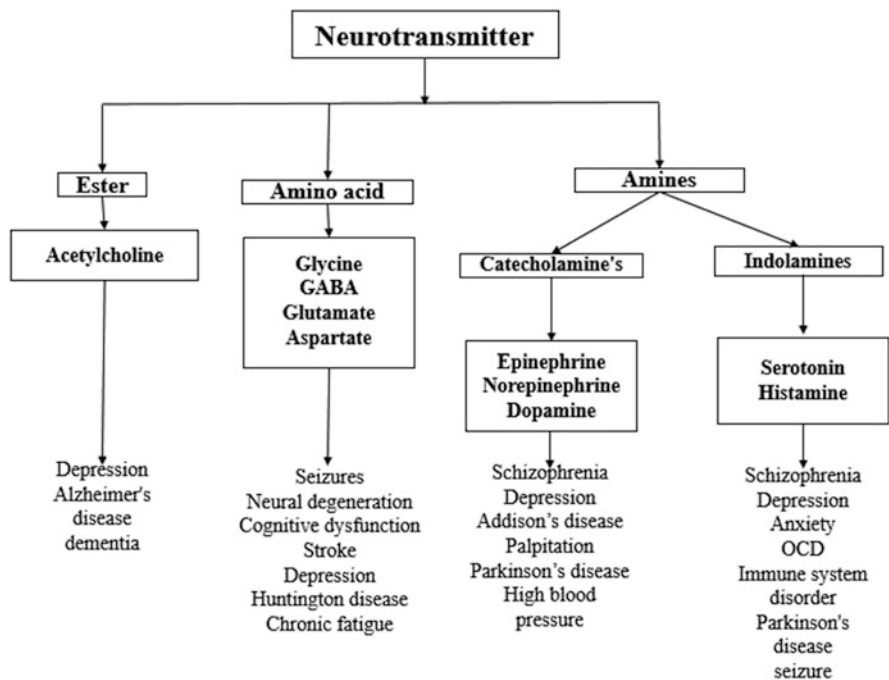 Neurotransmitter
Ester
Amino acid
Amines
Acetylcholine
Glycine
GABA
Glutamate
Aspartate
Catecholamine's
Indolamines
Epinephrine
Norepinephrine
Dopamine
Serotonin
Histamine
Depression
Alzheimer's
disease
dementia
Seizures
Neural degeneration
Cognitive dysfunction
Stroke
Depression
Huntington disease
Chronic fatigue
Schizophrenia
Depression
Addison’s disease
Palpitation
Parkinson’s disease
High blood
pressure
Schizophrenia
Depression
Anxiety
OCD
Immune system
disorder
Parkinson's
disease
seizure